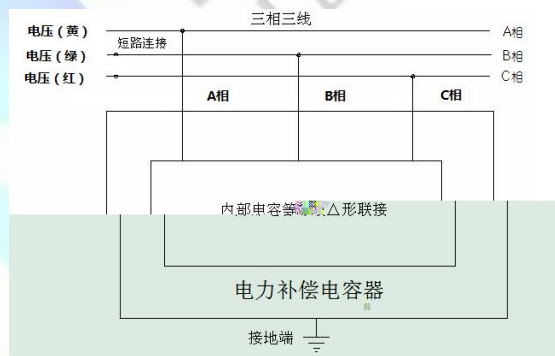 三相三线
电压（黄） A相
短路连接
电压（绿） B相
电压（红） C相
A相 B相 C相
内部电容等 △形联接
电力补偿电容器
接地端